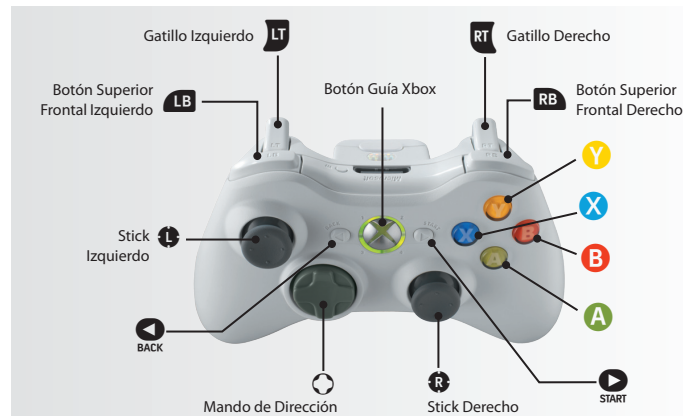 Gatillo Izquierdo
LT
RT
Gatillo Derecho
Botón Superior
Frontal Izquierdo
LB
Botón Guía Xbox
RB
Botón Superior
Frontal Derecho
Y
X
B
A
Stick
Izquierdo
L
Y
X
B
A
BACK
START
Mando de Dirección
R
Stick Derecho
Microsoft